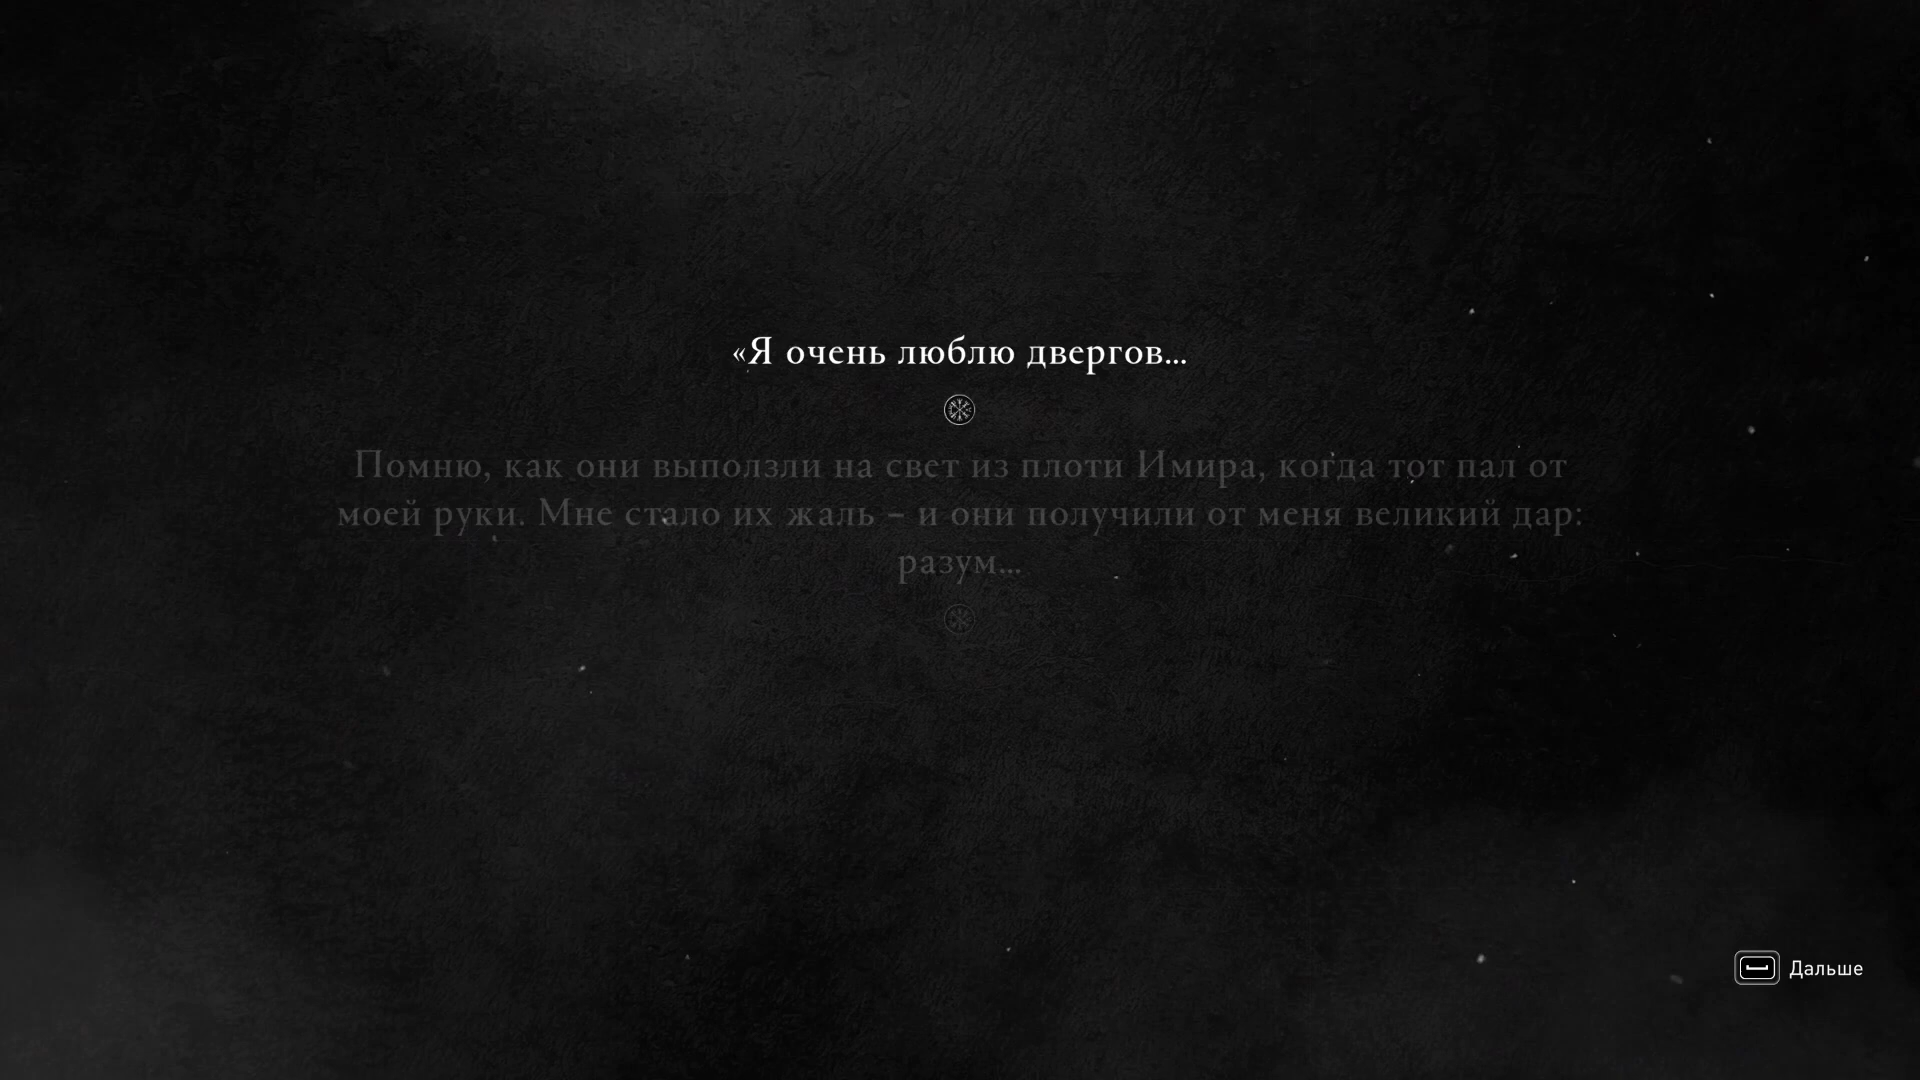 «Я очень люблю двергов...
Помню, как они выползли на свет из плоти Имира, когда тот пал от
моей руки. Мне стало их жаль – и они получили от меня великий дар:
разум...
Дальше